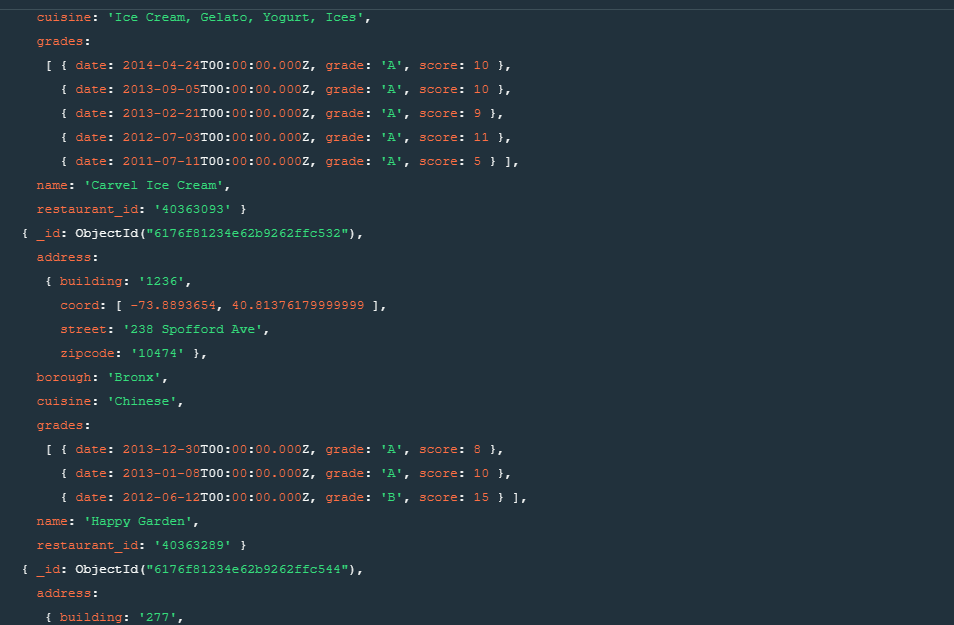 cuisine: 'Ice Cream, Gelato, Yogurt, Ices',
grades:
[ { date: 2014-04-24T00:00:00.000Z, grade: 'A', score: 10 },
{ date: 2013-09-05T00:00:00.000Z, grade: 'A', score: 10 },
{ date: 2013-02-21T00:00:00.000Z, grade: 'A', score: 9 },
{ date: 2012-07-03T00:00:00.000Z, grade: 'A', score: 11 },
{ date: 2011-07-11T00:00:00.000Z, grade: 'A', score: 5 } ],
name: 'Carvel Ice Cream',
restaurant_id: '40363093' }
{ _id: ObjectId("6176f81234e62b9262ffc532"),
address:
{ building: '1236',
coord: [ -73.8893654, 40.81376179999999 ],
street: '238 Spofford Ave',
zipcode: '10474' },
borough: 'Bronx',
cuisine: 'Chinese',
grades:
[ { date: 2013-12-30T00:00:00.000Z, grade: 'A', score: 8 },
{ date: 2013-01-08T00:00:00.000Z, grade: 'A', score: 10 },
{ date: 2012-06-12T00:00:00.000Z, grade: 'B', score: 15 } ],
name: 'Happy Garden',
restaurant_id: '40363289' }
{ _id: ObjectId("6176f81234e62b9262ffc544"),
address:
{ building: '277',